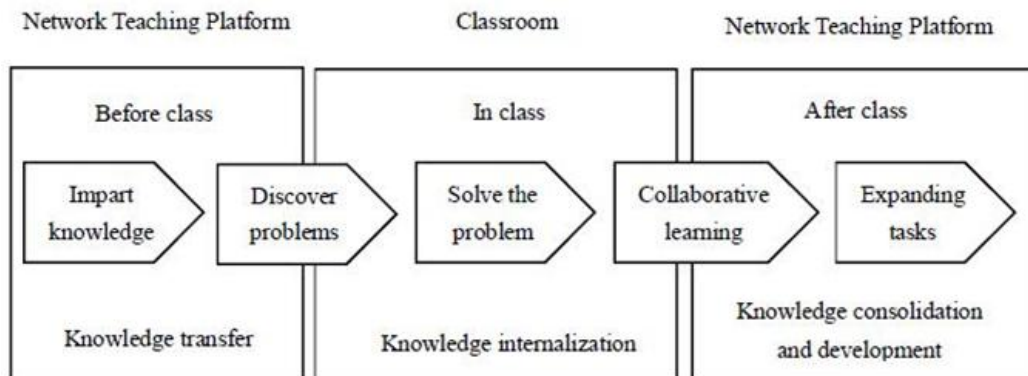 Network Teaching Platform
Classroom
Network Teaching Platform
Before class
In class
After class
Impart
knowledge
Discover
problems
Solve the
problem
Collaborative
learning
Expanding
tasks
Knowledge transfer
Knowledge internalization
Knowledge consolidation
and development